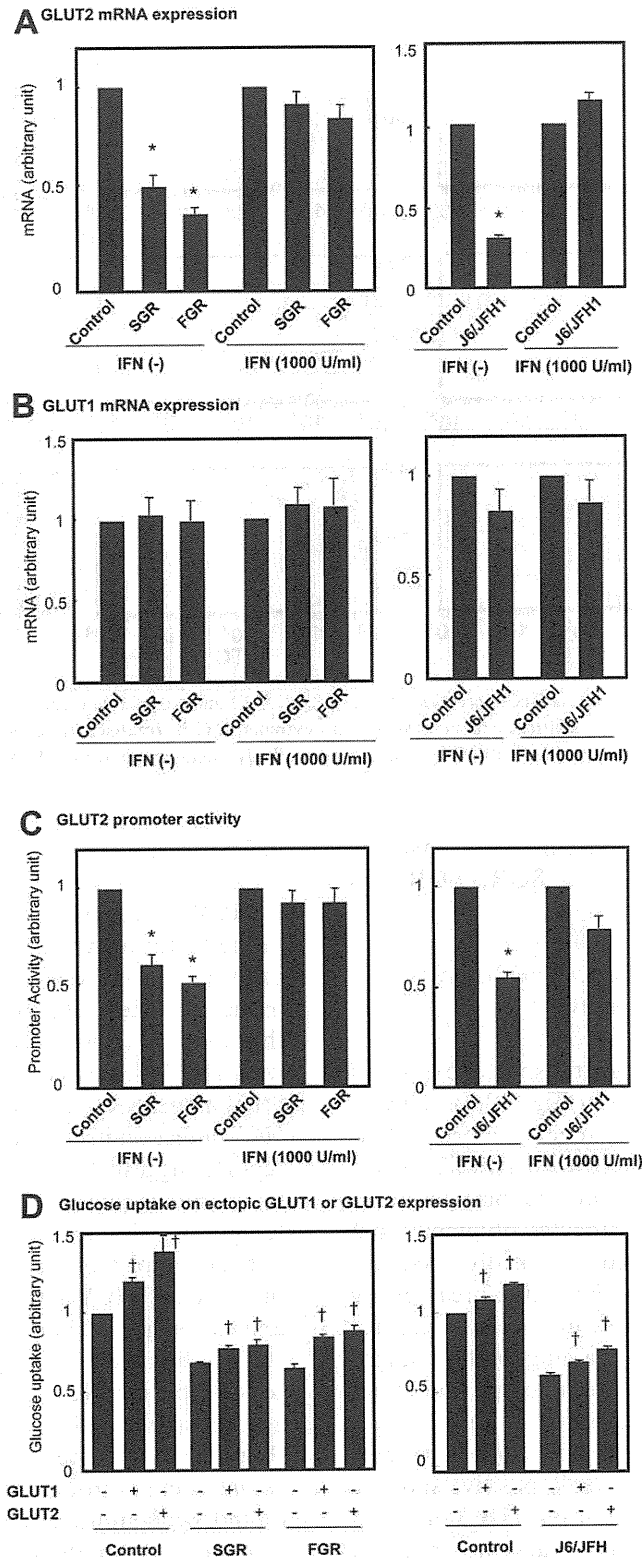 A GLUT2 mRNA expression
mRNA (arbitrary unit)
1
0.5
0
*
*
Control
SGR
FGR
Control
SGR
FGR
IFN (-)
IFN (1000 U/ml)
1.5
1
0.5
0
*
Control
J6/JFH1
Control
J6/JFH1
IFN (-)
IFN (1000 U/ml)
B GLUT1 mRNA expression
mRNA (arbitrary unit)
1.5
1
0.5
0
Control
SGR
FGR
Control
SGR
FGR
IFN (-)
IFN (1000 U/ml)
1
0.5
0
Control
J6/JFH1
Control
J6/JFH1
IFN (-)
IFN (1000 U/ml)
C GLUT2 promoter activity
Promoter Activity (arbitrary unit)
1
0.5
0
*
*
Control
SGR
FGR
Control
SGR
FGR
IFN (-)
IFN (1000 U/ml)
1
0.5
0
*
Control
J6/JFH1
Control
J6/JFH1
IFN (-)
IFN (1000 U/ml)
D Glucose uptake on ectopic GLUT1 or GLUT2 expression
Glucose uptake (arbitrary unit)
1.5
1
0.5
0
† † † † † †
1.5
1
0.5
0
† † † †
GLUT1 - + - - + - - + - - + - - + -
GLUT2 - - + - - + - - + - - + - - +
Control SGR FGR Control J6/JFH